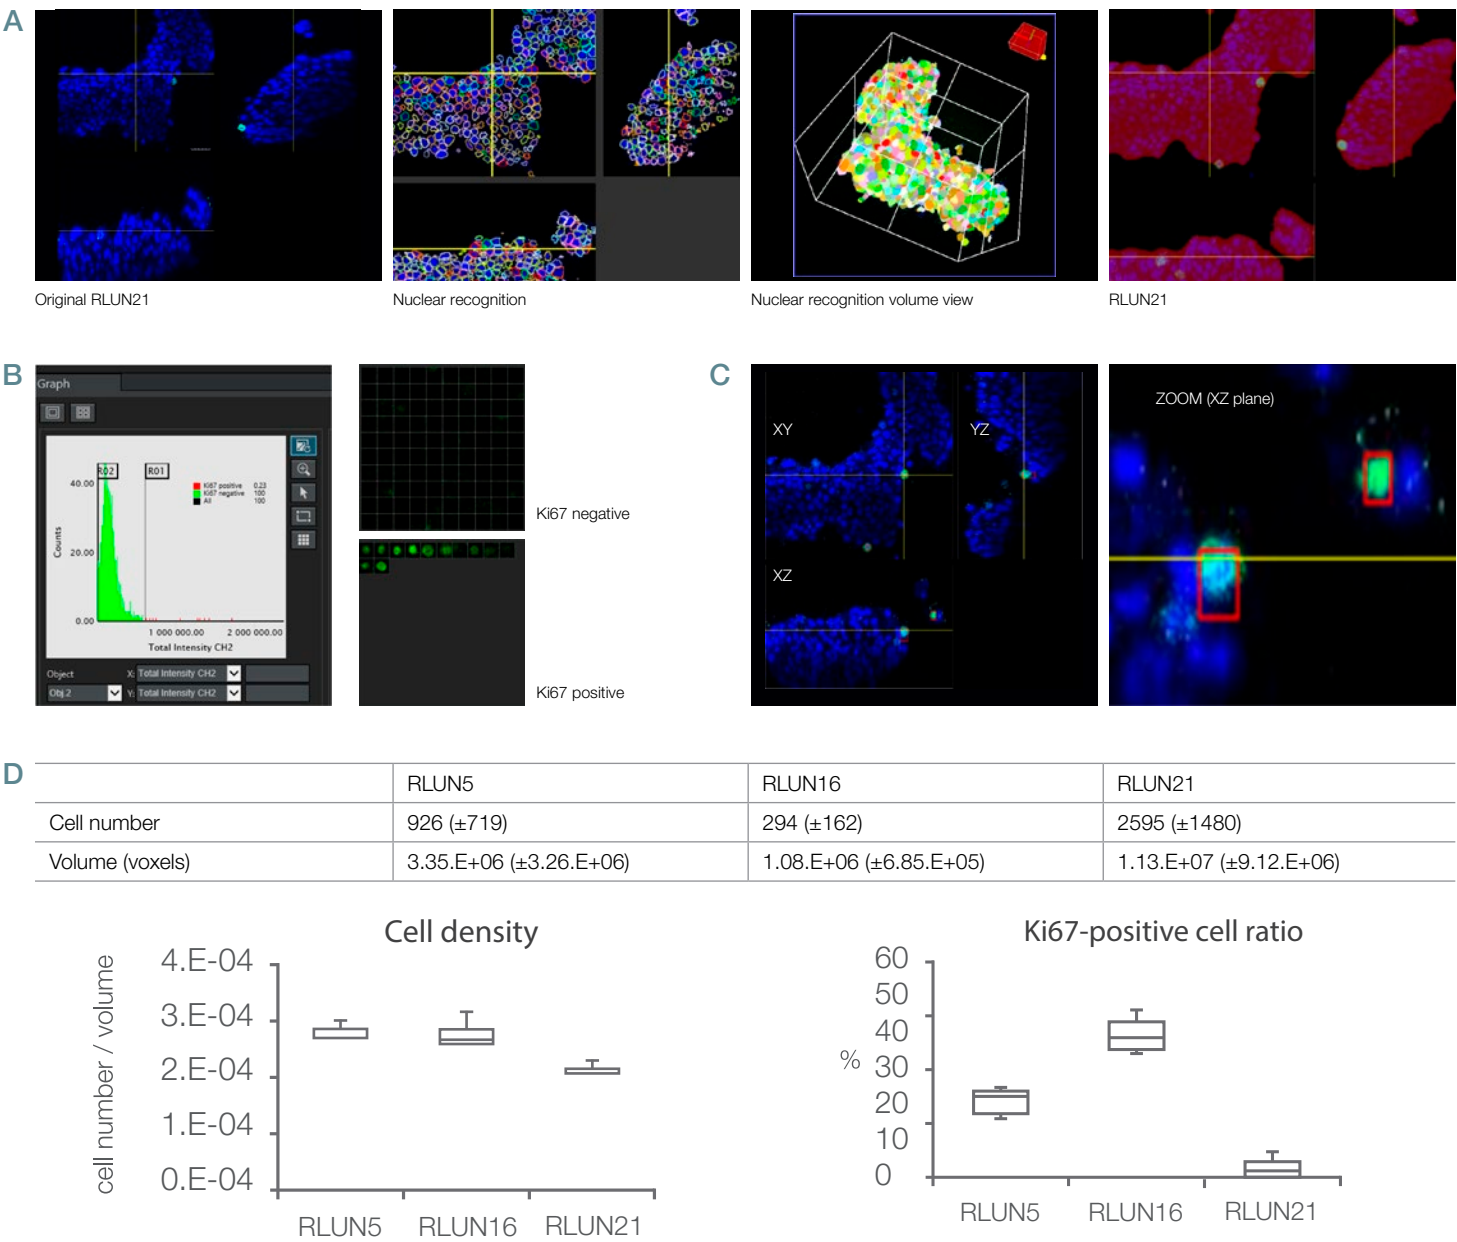 A
Original RLUN21
Nuclear recognition
Nuclear recognition volume view
RLUN21
B
Graph
R02
R01
Ki67 positive 0.23
Ki67 negative 100
All 100
40.00
20.00
0.00
Counts
1 000 000.00 2 000 000.00
Total Intensity CH2
Object X: Total Intensity CH2
Obj.2 Y: Total Intensity CH2
Ki67 negative
Ki67 positive
C
XY
YZ
XZ
ZOOM (XZ plane)
D
RLUN5 RLUN16 RLUN21
Cell number 926 (±719) 294 (±162) 2595 (±1480)
Volume (voxels) 3.35.E+06 (±3.26.E+06) 1.08.E+06 (±6.85.E+05) 1.13.E+07 (±9.12.E+06)
Cell density
cell number / volume
4.E-04
3.E-04
2.E-04
1.E-04
0.E-04
RLUN5 RLUN16 RLUN21
Ki67-positive cell ratio
%
60
50
40
30
20
10
0
RLUN5 RLUN16 RLUN21